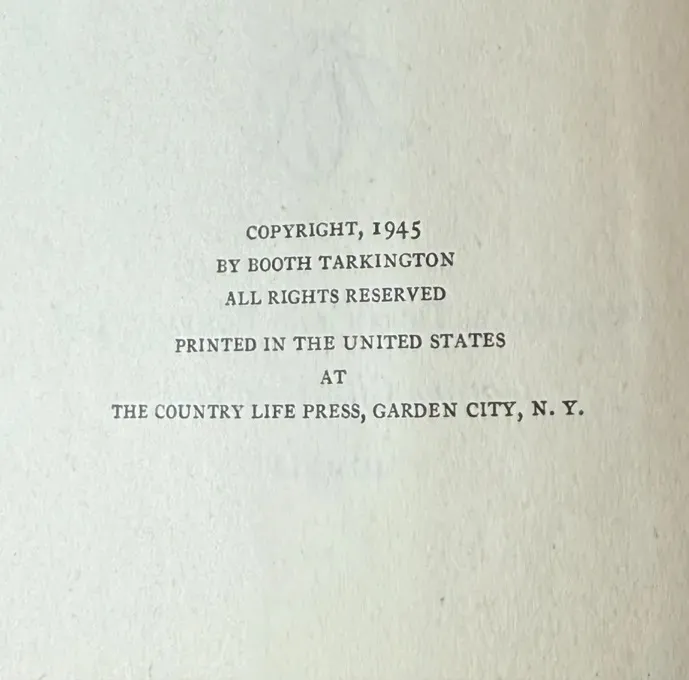 COPYRIGHT, 1945
BY BOOTH TARKINGTON
ALL RIGHTS RESERVED
PRINTED IN THE UNITED STATES
AT
THE COUNTRY LIFE PRESS, GARDEN CITY, N. Y.